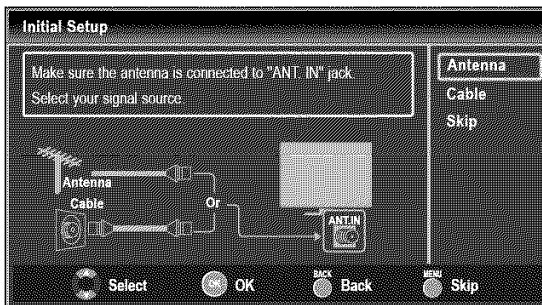 Initial Setup
Make sure the antenna is connected to "ANT. IN" jack.
Select your signal source.
Antenna
Cable
Skip
Antenna
Cable
Or
ANT.IN
Select
OK
OK
BACK
Back
MENU
Skip